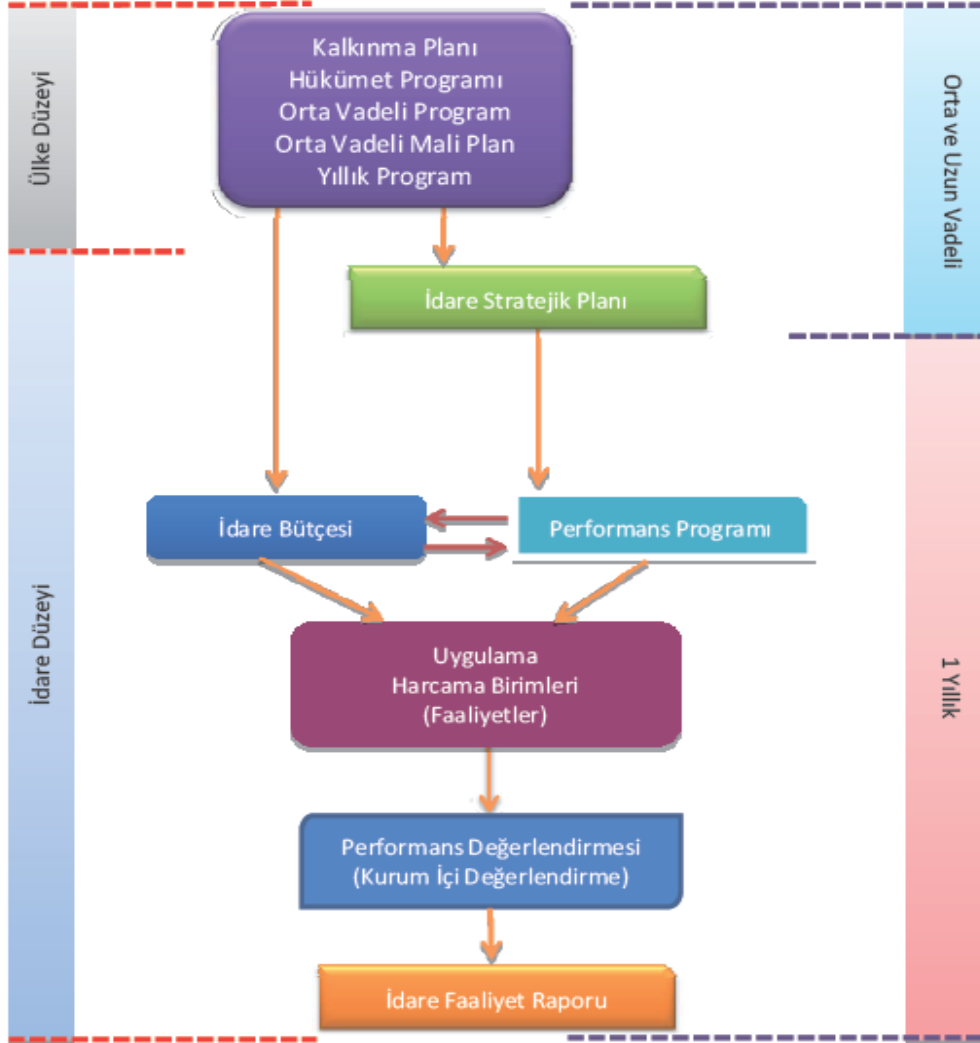 Ülke Düzeyi
Kalkınma Planı
Hükümet Programı
Orta Vadeli Program
Orta Vadeli Mali Plan
Yıllık Program
Orta ve Uzun Vadeli
İdare Stratejik Planı
İdare Düzeyi
İdare Bütçesi
Performans Programı
Uygulama
Harcama Birimleri
(Faaliyetler)
1 Yıllık
Performans Değerlendirmesi
(Kurum İçi Değerlendirme)
İdare Faaliyet Raporu